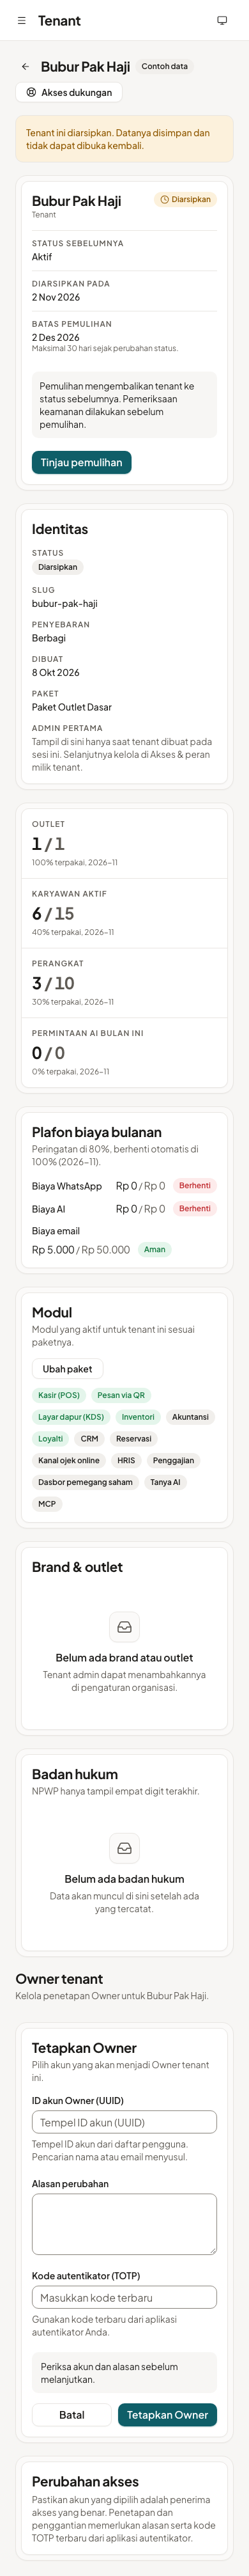 Tenant
Bubur Pak Haji
Contoh data
Akses dukungan
Tenant ini diarsipkan. Datanya disimpan dan
tidak dapat dibuka kembali.
Bubur Pak Haji
Diarsipkan
Tenant
STATUS SEBELUMNYA
Aktif
DIARSIPKAN PADA
2 Nov 2026
BATAS PEMULIHAN
2 Des 2026
Maksimal 30 hari sejak perubahan status.
Pemulihan mengembalikan tenant ke
status sebelumnya. Pemeriksaan
keamanan dilakukan sebelum
pemulihan.
Tinjau pemulihan
Identitas
STATUS
Diarsipkan
SLUG
bubur-pak-haji
PENYEBARAN
Berbagi
DIBUAT
8 Okt 2026
PAKET
Paket Outlet Dasar
ADMIN PERTAMA
Tampil di sini hanya saat tenant dibuat pada
sesi ini. Selanjutnya kelola di Akses & peran
milik tenant.
OUTLET
1 / 1
100% terpakai, 2026-11
KARYAWAN AKTIF
6 / 15
40% terpakai, 2026-11
PERANGKAT
3 / 10
30% terpakai, 2026-11
PERMINTAAN AI BULAN INI
0 / 0
0% terpakai, 2026-11
Plafon biaya bulanan
Peringatan di 80%, berhenti otomatis di
100% (2026-11).
Biaya WhatsApp Rp 0 / Rp 0 Berhenti
Biaya AI Rp 0 / Rp 0 Berhenti
Biaya email
Rp 5.000 / Rp 50.000 Aman
Modul
Modul yang aktif untuk tenant ini sesuai
paketnya.
Ubah paket
Kasir (POS) Pesan via QR
Layar dapur (KDS) Inventori Akuntansi
Loyalti CRM Reservasi
Kanal ojek online HRIS Penggajian
Dasbor pemegang saham Tanya AI
MCP
Brand & outlet
Belum ada brand atau outlet
Tenant admin dapat menambahkannya
di pengaturan organisasi.
Badan hukum
NPWP hanya tampil empat digit terakhir.
Belum ada badan hukum
Data akan muncul di sini setelah ada
yang tercatat.
Owner tenant
Kelola penetapan Owner untuk Bubur Pak Haji.
Tetapkan Owner
Pilih akun yang akan menjadi Owner tenant
ini.
ID akun Owner (UUID)
Tempel ID akun (UUID)
Tempel ID akun dari daftar pengguna.
Pencarian nama atau email menyusul.
Alasan perubahan
Kode autentikator (TOTP)
Masukkan kode terbaru
Gunakan kode terbaru dari aplikasi
autentikator Anda.
Periksa akun dan alasan sebelum
melanjutkan.
Batal
Tetapkan Owner
Perubahan akses
Pastikan akun yang dipilih adalah penerima
akses yang benar. Penetapan dan
penggantian memerlukan alasan serta kode
TOTP terbaru dari aplikasi autentikator.